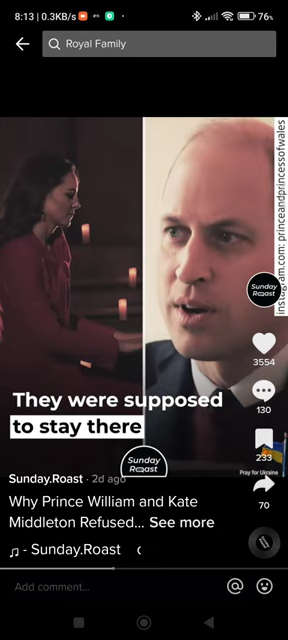 8:13 | 0.3KB/s
76%
Royal Family
instagram.com: princeandprincessofwales
Sunday
Roast
3554
130
They were supposed
to stay there
233
Sunday
Roast
Pray for Ukraine
Sunday.Roast · 2d ago
70
Why Prince William and Kate
Middleton Refused... See more
- Sunday.Roast
Add comment...